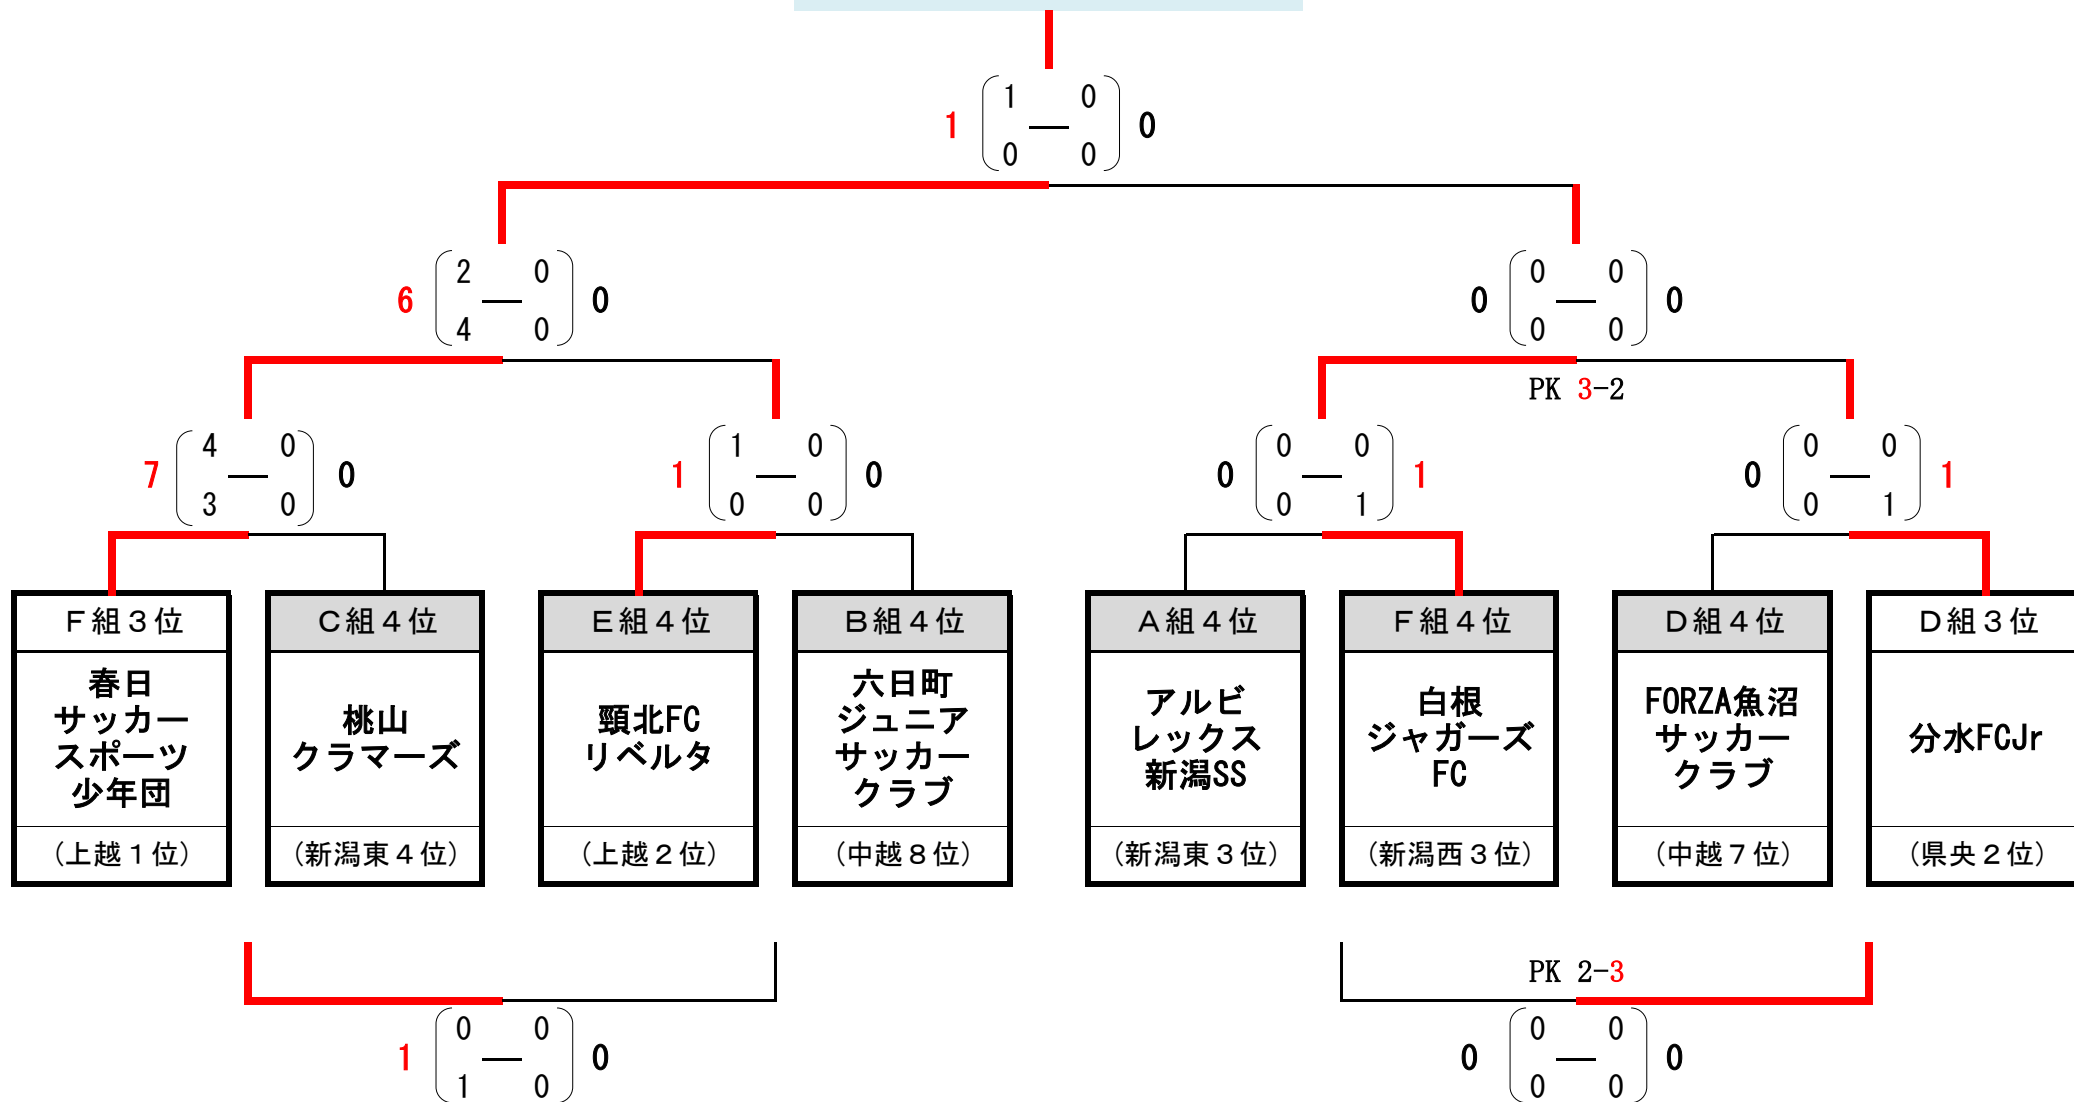 1 0
1 — 0
0 0
2 0
6 — 0
4 0
0 0
0 — 0
0 0
PK 3-2
4 0
7 — 0
3 0
1 0
1 — 0
0 0
0 0
0 — 1
0 1
0 0
0 — 1
0 1
F組3位
春日
サッカー
スポーツ
少年団
(上越1位)
C組4位
桃山
クラマーズ
(新潟東4位)
E組4位
頸北FC
リベルタ
(上越2位)
B組4位
六日町
ジュニア
サッカー
クラブ
(中越8位)
A組4位
アルビ
レックス
新潟SS
(新潟東3位)
F組4位
白根
ジャガーズ
FC
(新潟西3位)
D組4位
FORZA魚沼
サッカー
クラブ
(中越7位)
D組3位
分水FCJr
(県央2位)
0 0
1 — 0
1 0
PK 2-3
0 0
0 — 0
0 0